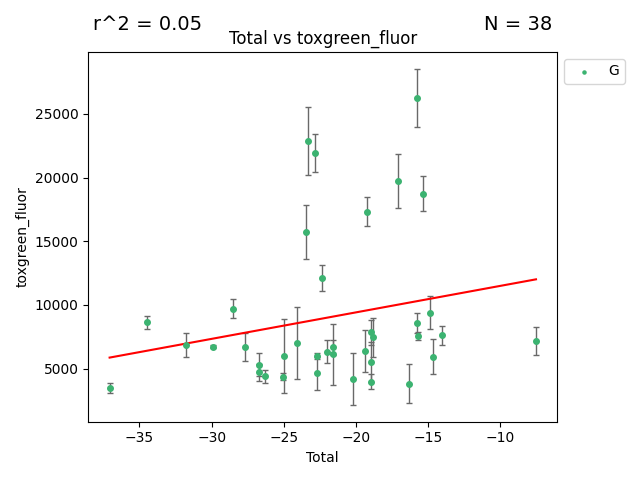 r^2 = 0.05
N = 38
Total vs toxgreen_fluor
G
25000
20000
15000
10000
5000
toxgreen_fluor
−35
−30
−25
−20
−15
−10
Total